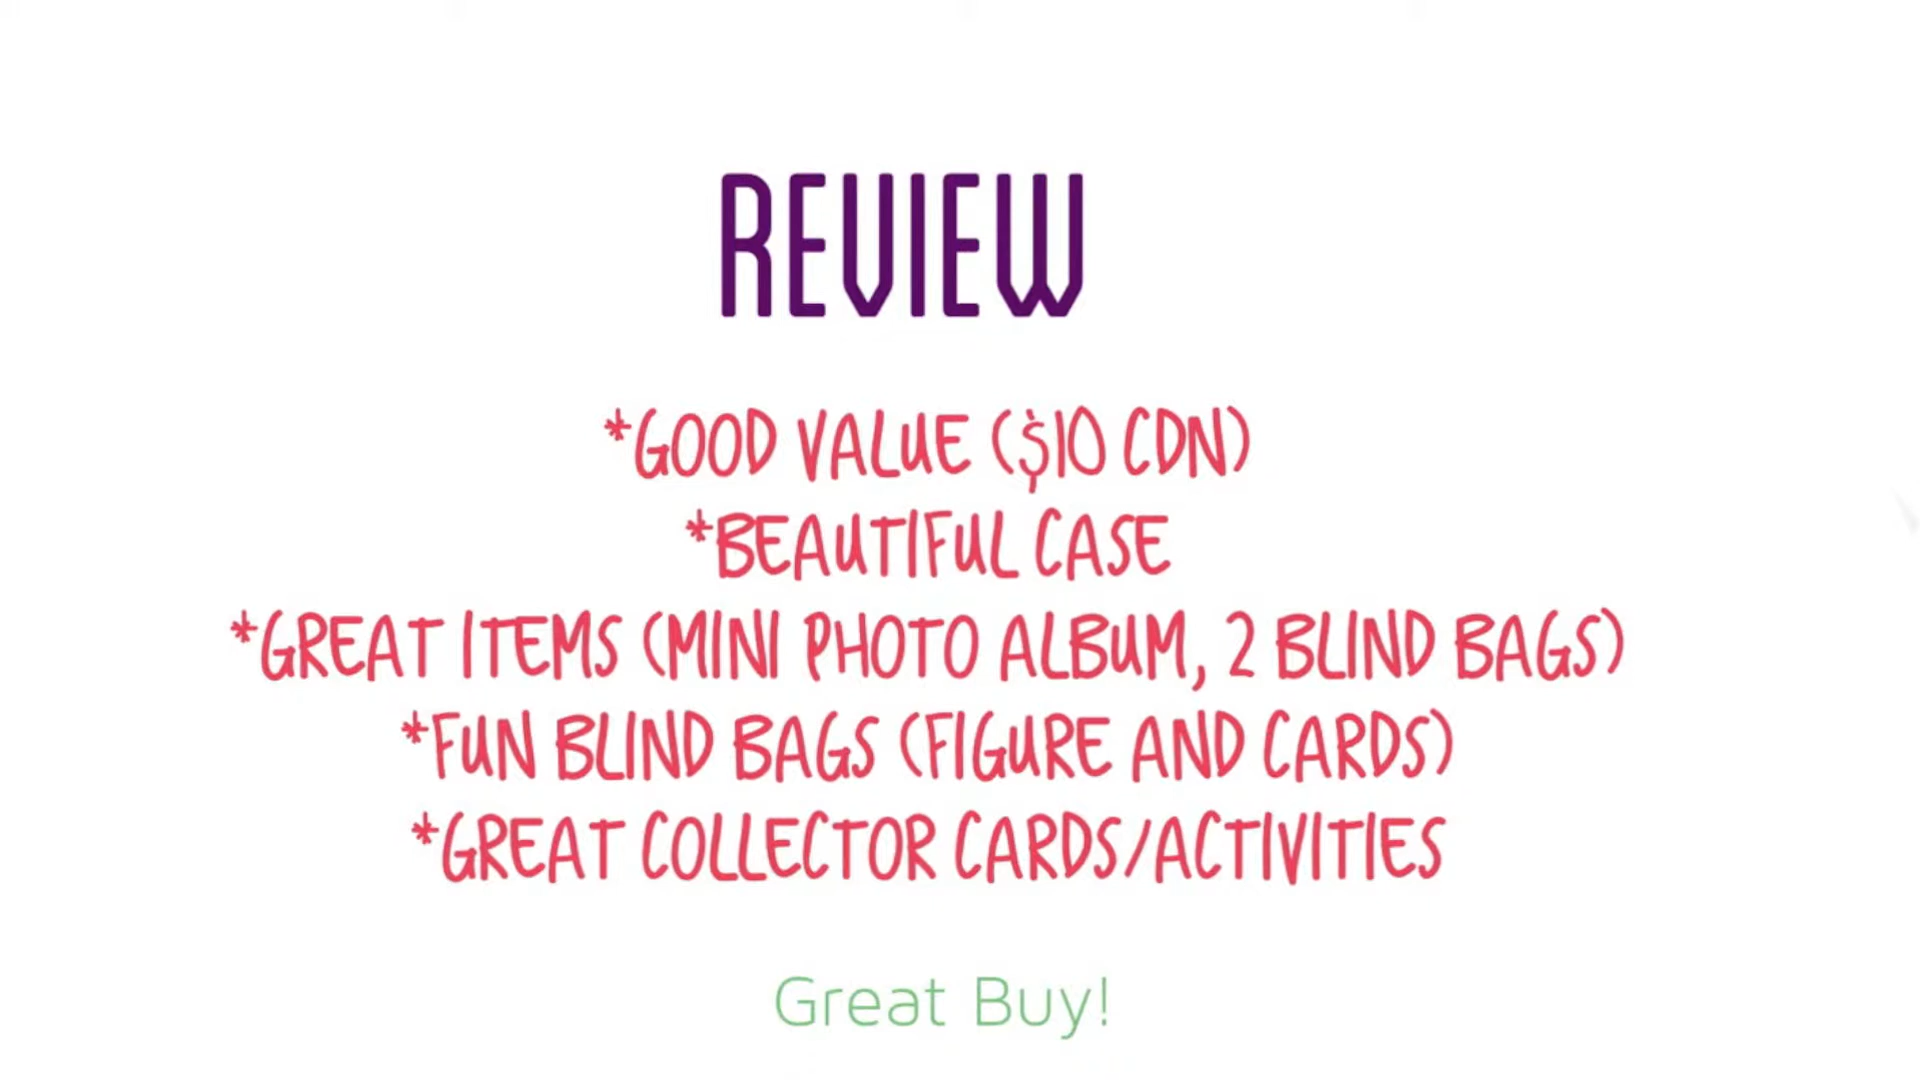 REVIEW
*GOOD VALUE ($10 CDN)
*BEAUTIFUL CASE
*GREAT ITEMS (MINI PHOTO ALBUM, 2 BLIND BAGS)
*FUN BLIND BAGS (FIGURE AND CARDS)
*GREAT COLLECTOR CARDS/ACTIVITIES
Great Buy!